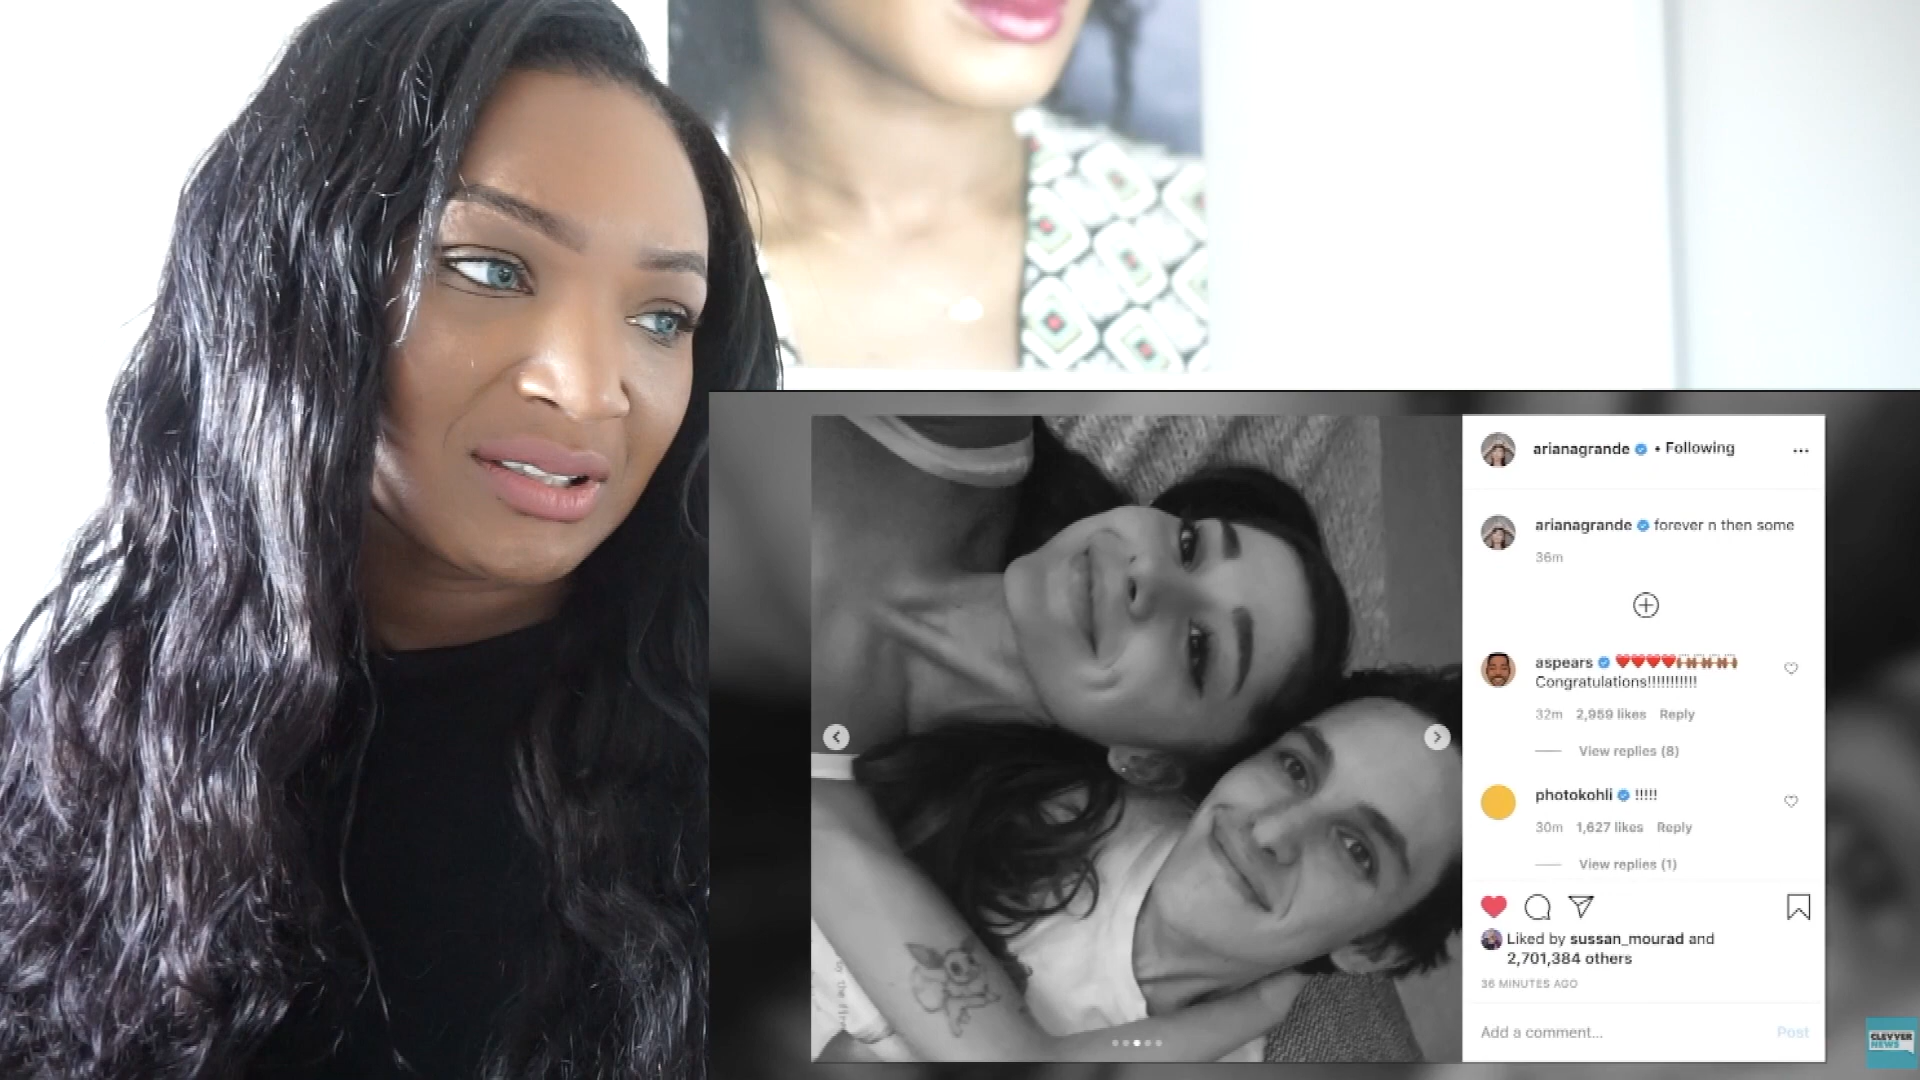 arianagrande • Following
arianagrande forever n then some
36m
aspears
Congratulations!!!!!!!!!!!
32m 2,959 likes Reply
View replies (8)
photokohli !!!!!
30m 1,627 likes Reply
View replies (1)
Liked by sussan_mourad and
2,701,384 others
36 MINUTES AGO
Add a comment... Post
by the
CLEVVER
NEWS